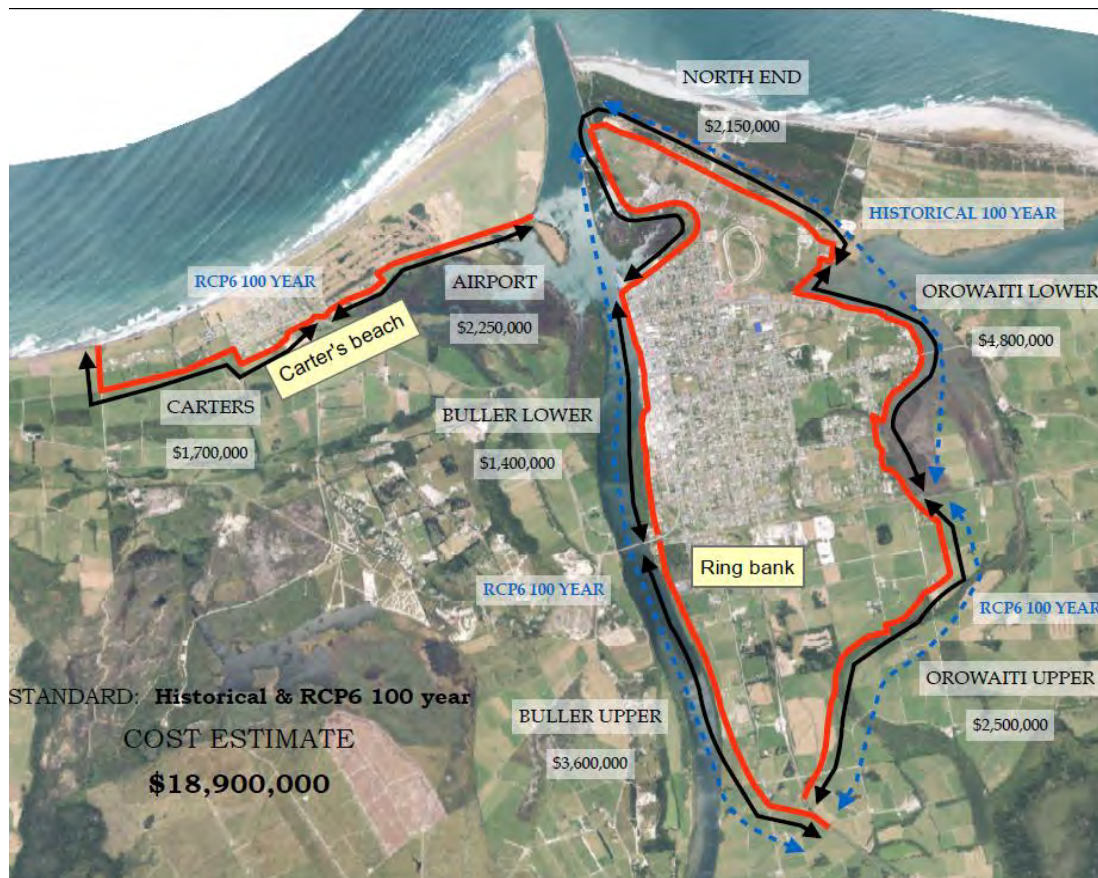 NORTH END
$2,150,000
HISTORICAL 100 YEAR
RCP6 100 YEAR
AIRPORT
$2,250,000
OROWAITI LOWER
$4,800,000
Carter's beach
CARTERS
$1,700,000
BULLER LOWER
$1,400,000
Ring bank
RCP6 100 YEAR
RCP6 100 YEAR
OROWAITI UPPER
$2,500,000
STANDARD: Historical & RCP6 100 year
COST ESTIMATE
$18,900,000
BULLER UPPER
$3,600,000